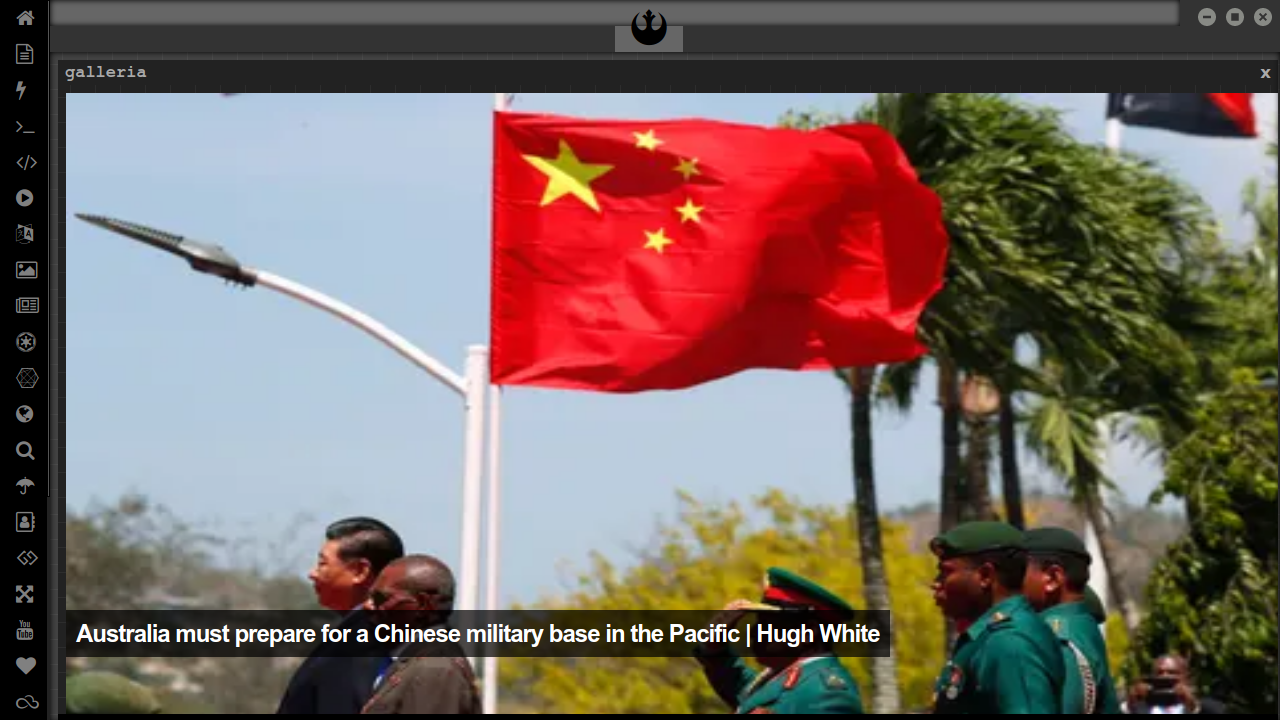 galleria
x
Australia must prepare for a Chinese military base in the Pacific | Hugh White